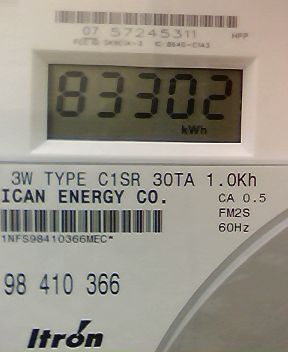 07 57245311 HPP
83302
kWh
3W TYPE C1SR 30TA 1.0Kh
ICAN ENERGY CO. CA 0.5
FM2S
60Hz
1NFS98410366MEC*
98 410 366
Itron